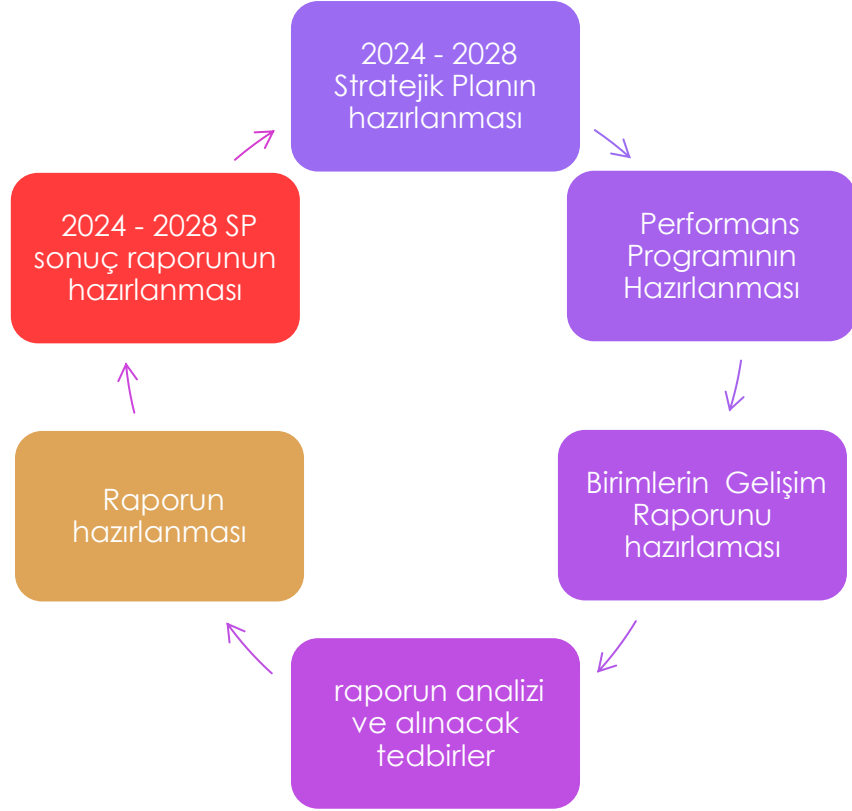 2024 - 2028
Stratejik Planın
hazırlanması
Performans
Programının
Hazırlanması
Birimlerin Gelişim
Raporunu
hazırlaması
raporun analizi
ve alınacak
tedbirler
Raporun
hazırlanması
2024 - 2028 SP
sonuç raporunun
hazırlanması